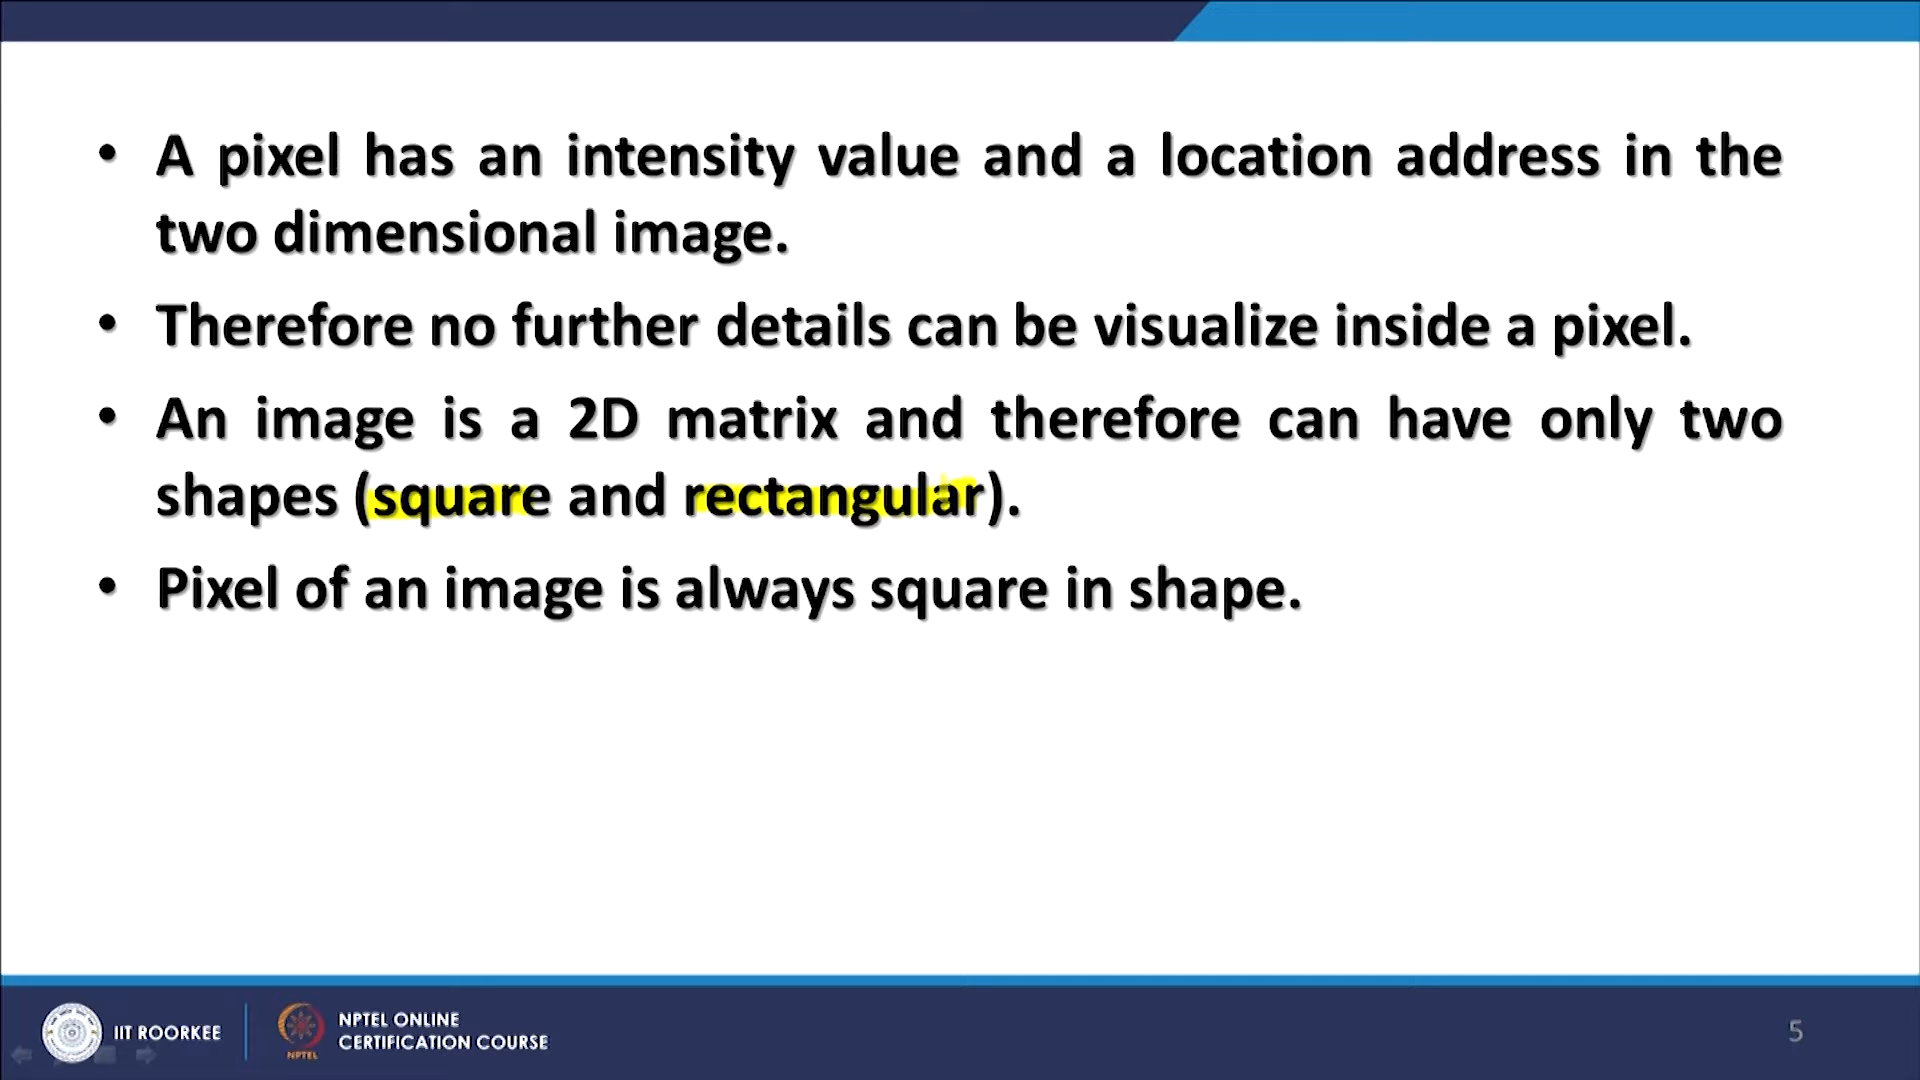 • A pixel has an intensity value and a location address in the
two dimensional image.
• Therefore no further details can be visualize inside a pixel.
• An image is a 2D matrix and therefore can have only two
shapes (square and rectangular).
• Pixel of an image is always square in shape.
IIT ROORKEE
NPTEL
NPTEL ONLINE
CERTIFICATION COURSE
5